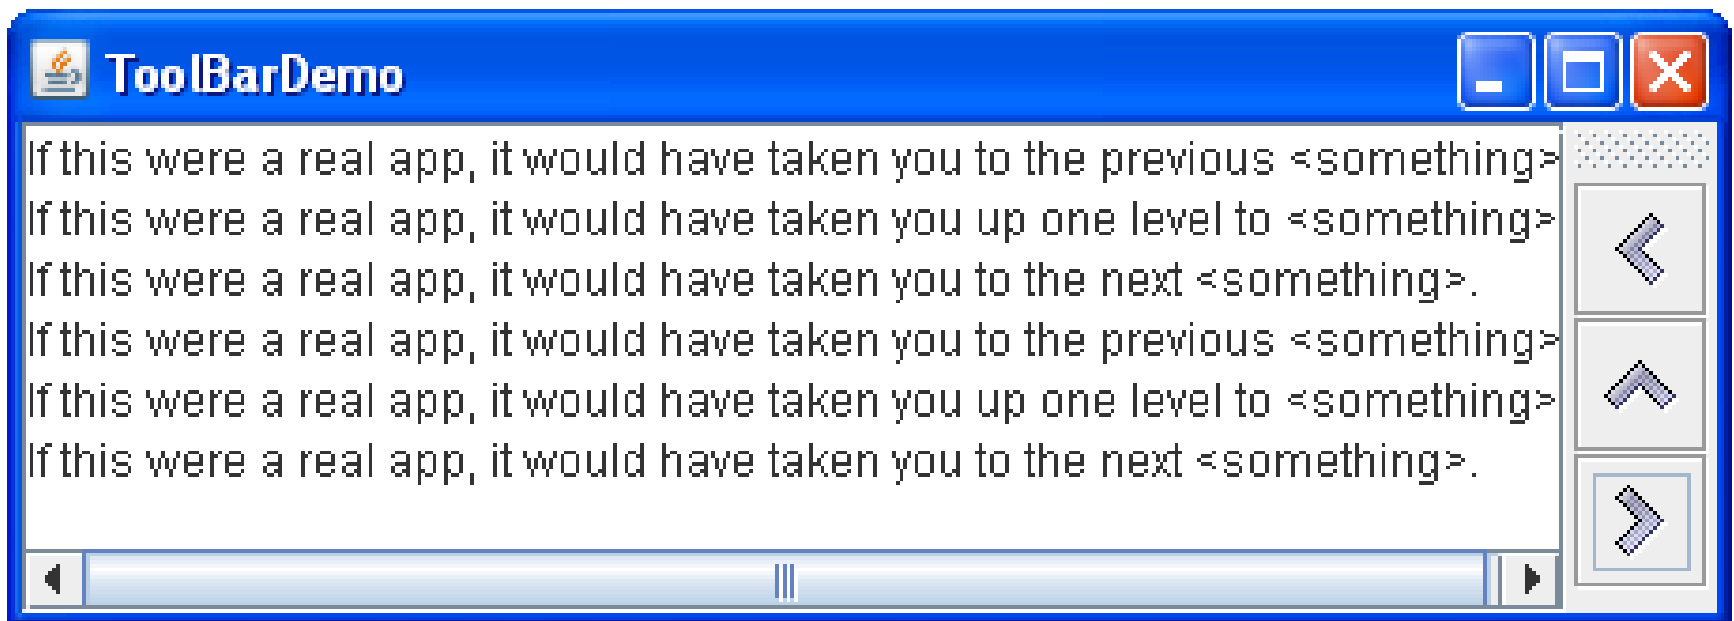 ToolBarDemo
If this were a real app, it would have taken you to the previous <something>
If this were a real app, it would have taken you up one level to <something>
If this were a real app, it would have taken you to the next <something>.
If this were a real app, it would have taken you to the previous <something>
If this were a real app, it would have taken you up one level to <something>
If this were a real app, it would have taken you to the next <something>.